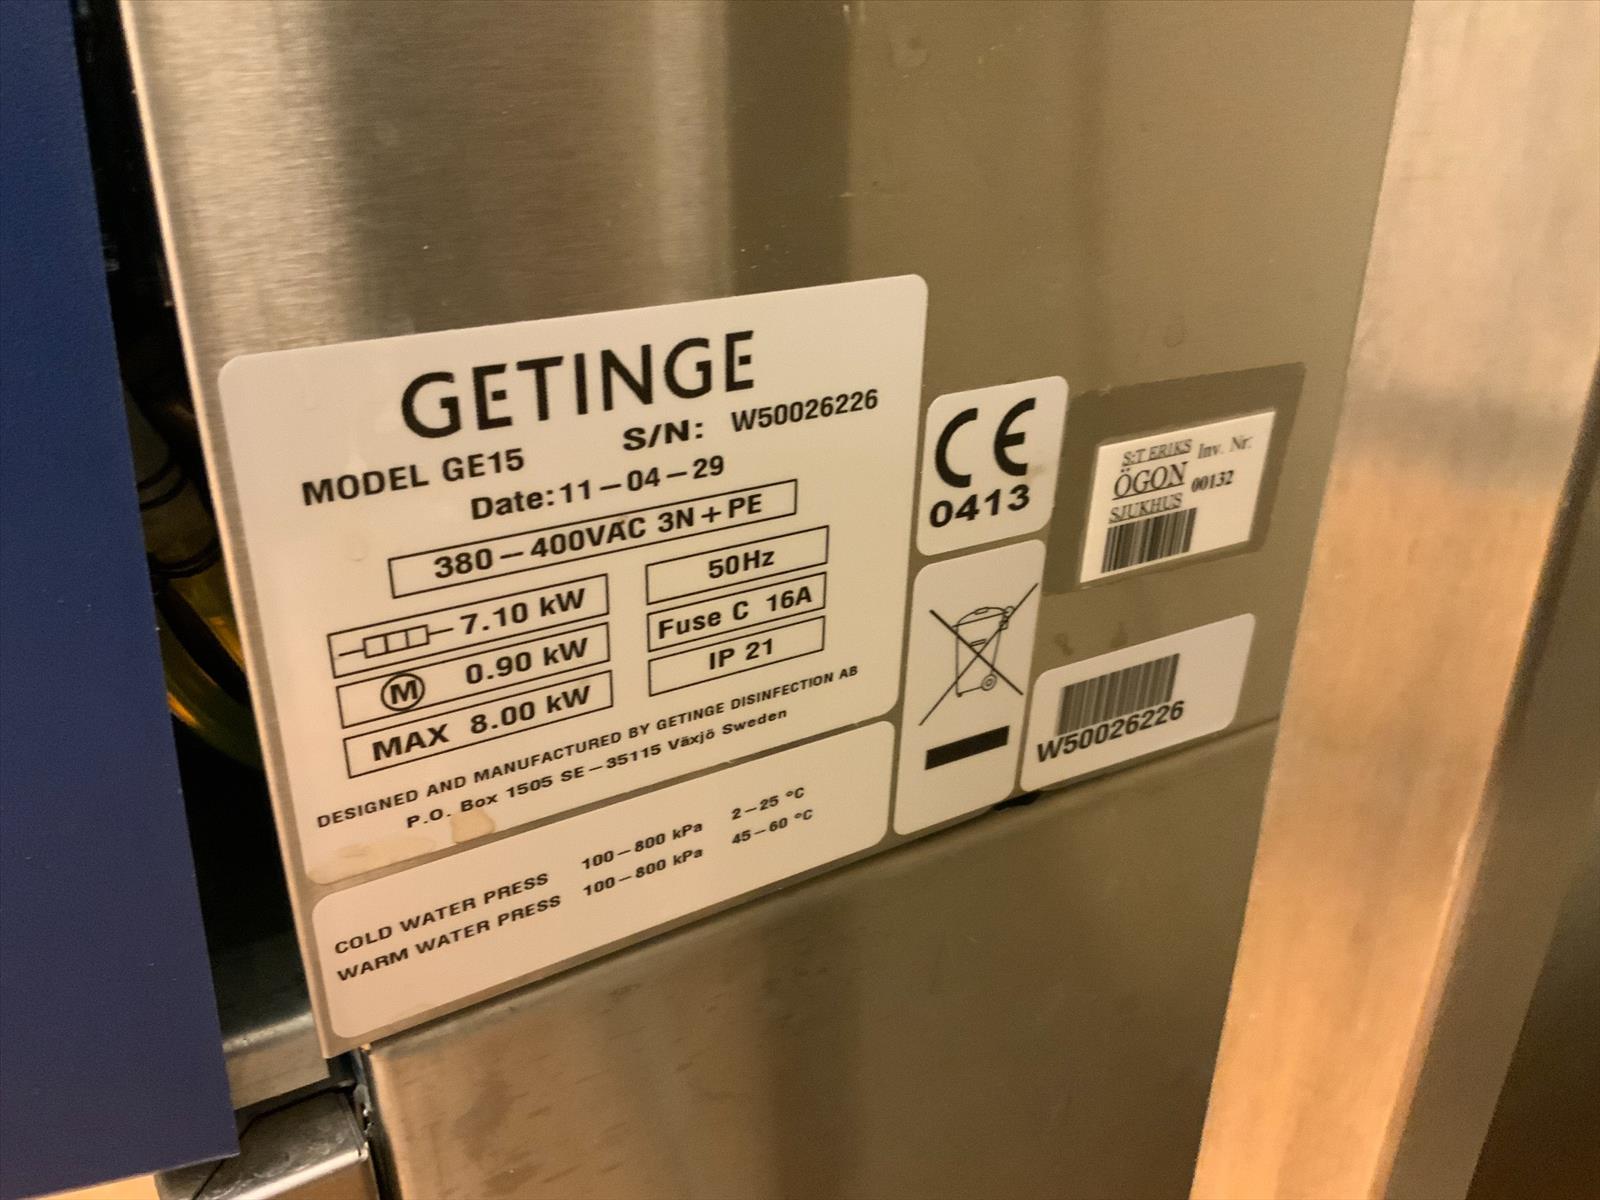 GETINGE
MODEL GE15 S/N: W50026226
Date: 11-04-29
380-400VAC 3N+PE
7.10 kW 50Hz
M 0.90 kW Fuse C 16A
MAX 8.00 kW IP 21
DESIGNED AND MANUFACTURED BY GETINGE DISINFECTION AB
P.O. Box 1505 SE-35115 Växjö Sweden
COLD WATER PRESS 100-800 kPa 2-25 °C
WARM WATER PRESS 100-800 kPa 45-60 °C
CE
0413
S:T ERIKS Inv. Nr:
ÖGON 00132
SJUKHUS
W50026226